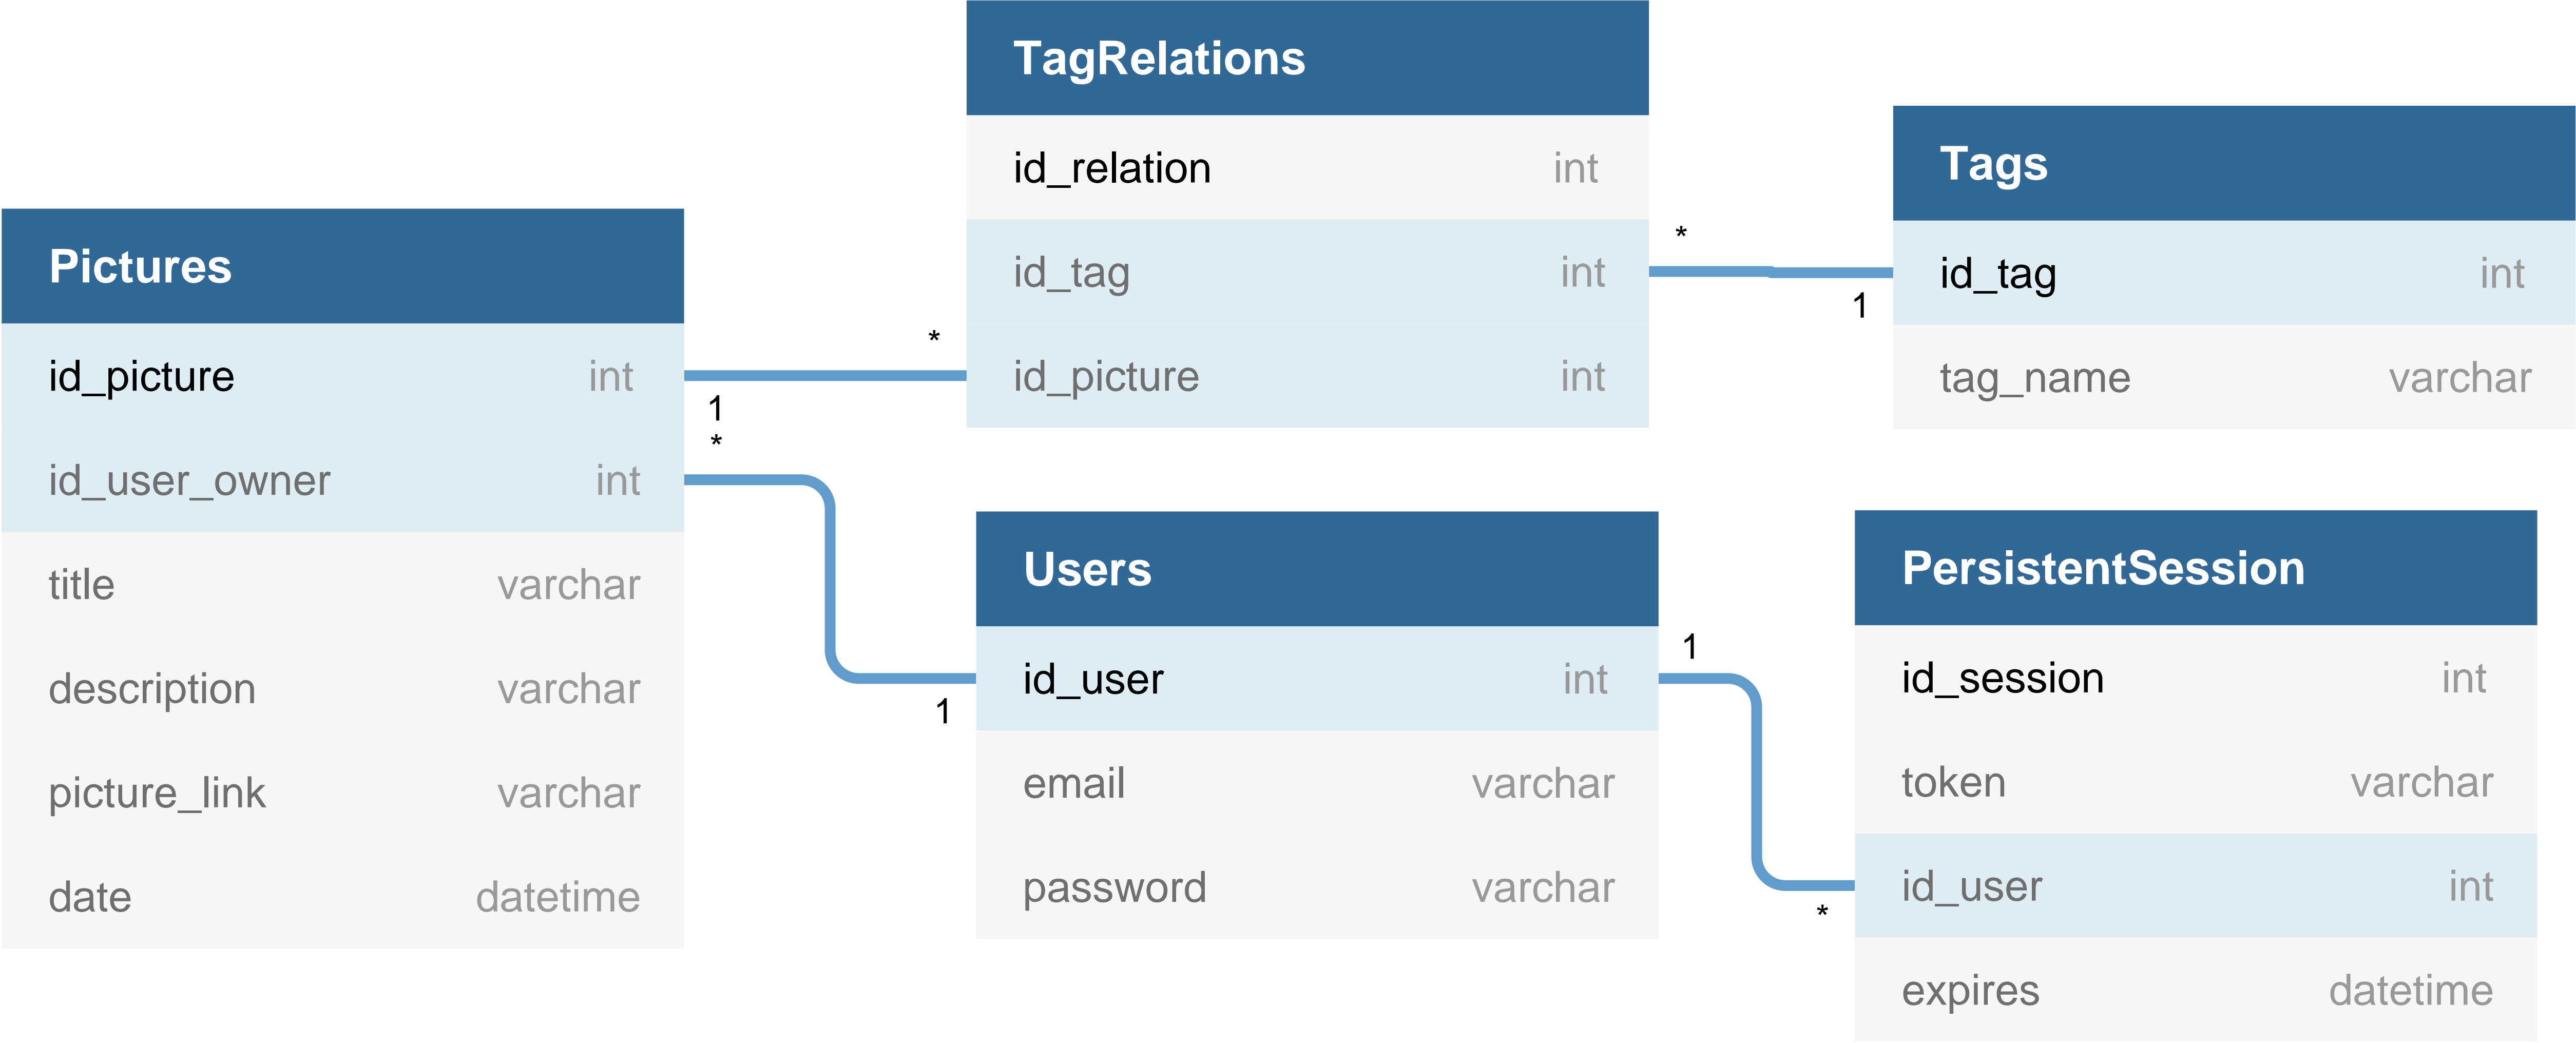 TagRelations
id_relation int
id_tag int
id_picture int
Tags
id_tag int
tag_name varchar
Pictures
id_picture int
id_user_owner int
title varchar
description varchar
picture_link varchar
date datetime
Users
id_user int
email varchar
password varchar
PersistentSession
id_session int
token varchar
id_user int
expires datetime
*
1
*
1
*
1
1
*